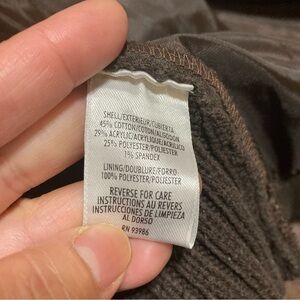 SHELL/EXTERIEUR/CUBIERTA
45% COTTON/COTON/ALGODON
29% ACRYLIC/ACRYLIQUE/ACRILICO
25% POLYESTER/POLIESTER
1% SPANDEX
LINING/DOUBLURE/FORRO:
100% POLYESTER/POLIESTER
REVERSE FOR CARE
INSTRUCTIONS AU REVERS
INSTRUCCIONES DE LIMPIEZA
AL DORSO
RN 93986